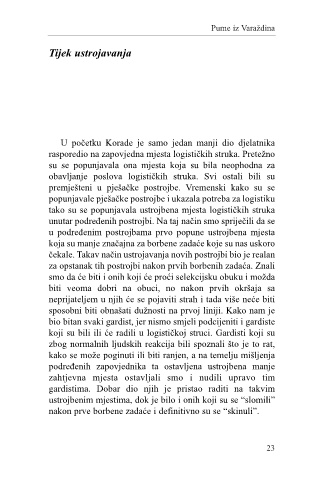 Pume iz Varaždina
Tijek ustrojavanja
U početku Korade je samo jedan manji dio djelatnika
rasporedio na zapovjedna mjesta logističkih struka. Pretežno
su se popunjavala ona mjesta koja su bila neophodna za
obavljanje poslova logističkih struka. Svi ostali bili su
premješteni u pješačke postrojbe. Vremenski kako su se
popunjavale pješačke postrojbe i ukazala potreba za logistiku
tako su se popunjavala ustrojbena mjesta logističkih struka
unutar podređenih postrojbi. Na taj način smo spriječili da se
u podređenim postrojbama prvo popune ustrojbena mjesta
koja su manje značajna za borbene zadaće koje su nas uskoro
čekale. Takav način ustrojavanja novih postrojbi bio je realan
za opstanak tih postrojbi nakon prvih borbenih zadaća. Znali
smo da će biti i onih koji će proći selekcijsku obuku i možda
biti veoma dobri na obuci, no nakon prvih okršaja sa
neprijateljem u njih će se pojaviti strah i tada više neće biti
sposobni biti obnašati dužnosti na prvoj liniji. Kako nam je
bio bitan svaki gardist, jer nismo smjeli podcijeniti i gardiste
koji su bili ili će raditi u logističkoj struci. Gardisti koji su
zbog normalnih ljudskih reakcija bili spoznali što je to rat,
kako se može poginuti ili biti ranjen, a na temelju mišljenja
podređenih zapovjednika ta ostavljena ustrojbena manje
zahtjevna mjesta ostavljali smo i nudili upravo tim
gardistima. Dobar dio njih je pristao raditi na takvim
ustrojbenim mjestima, dok je bilo i onih koji su se “slomili”
nakon prve borbene zadaće i definitivno su se “skinuli”.
23